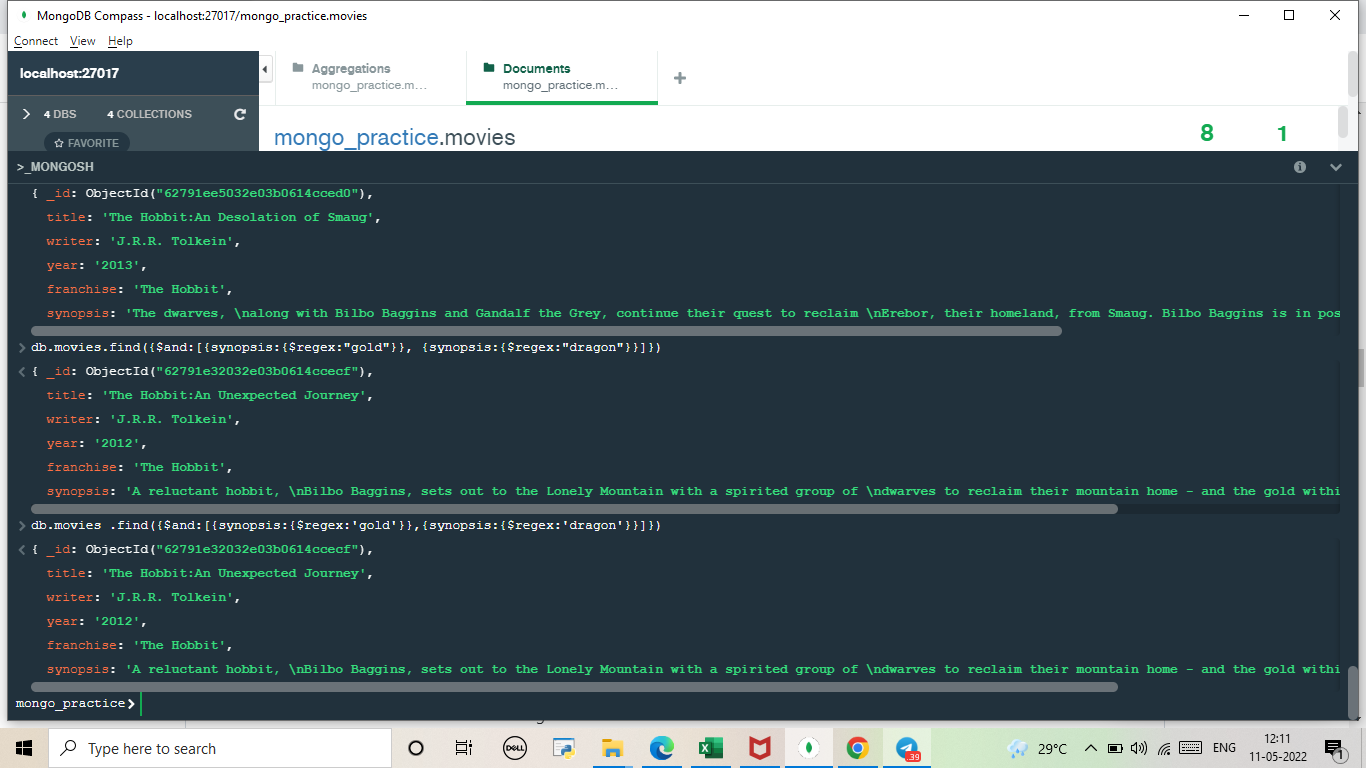 MongoDB Compass - localhost:27017/mongo_practice.movies
Connect View Help
localhost:27017
4 DBS 4 COLLECTIONS
FAVORITE
Aggregations
mongo_practice.m...
Documents
mongo_practice.m...
mongo_practice.movies
8 1
>_MONGOSH
{ _id: ObjectId("62791ee5032e03b0614cced0"),
title: 'The Hobbit:An Desolation of Smaug',
writer: 'J.R.R. Tolkein',
year: '2013',
franchise: 'The Hobbit',
synopsis: 'The dwarves, \nalong with Bilbo Baggins and Gandalf the Grey, continue their quest to reclaim \nErebor, their homeland, from Smaug. Bilbo Baggins is in pos
db.movies.find({$and:[{synopsis:{$regex:"gold"}}, {synopsis:{$regex:"dragon"}}]})
{ _id: ObjectId("62791e32032e03b0614ccecf"),
title: 'The Hobbit:An Unexpected Journey',
writer: 'J.R.R. Tolkein',
year: '2012',
franchise: 'The Hobbit',
synopsis: 'A reluctant hobbit, \nBilbo Baggins, sets out to the Lonely Mountain with a spirited group of \ndwarves to reclaim their mountain home - and the gold withi
db.movies .find({$and:[{synopsis:{$regex:'gold'}},{synopsis:{$regex:'dragon'}}]})
{ _id: ObjectId("62791e32032e03b0614ccecf"),
title: 'The Hobbit:An Unexpected Journey',
writer: 'J.R.R. Tolkein',
year: '2012',
franchise: 'The Hobbit',
synopsis: 'A reluctant hobbit, \nBilbo Baggins, sets out to the Lonely Mountain with a spirited group of \ndwarves to reclaim their mountain home - and the gold withi
mongo_practice>
Type here to search
DELL
39
29°C
ENG
12:11
11-05-2022
1